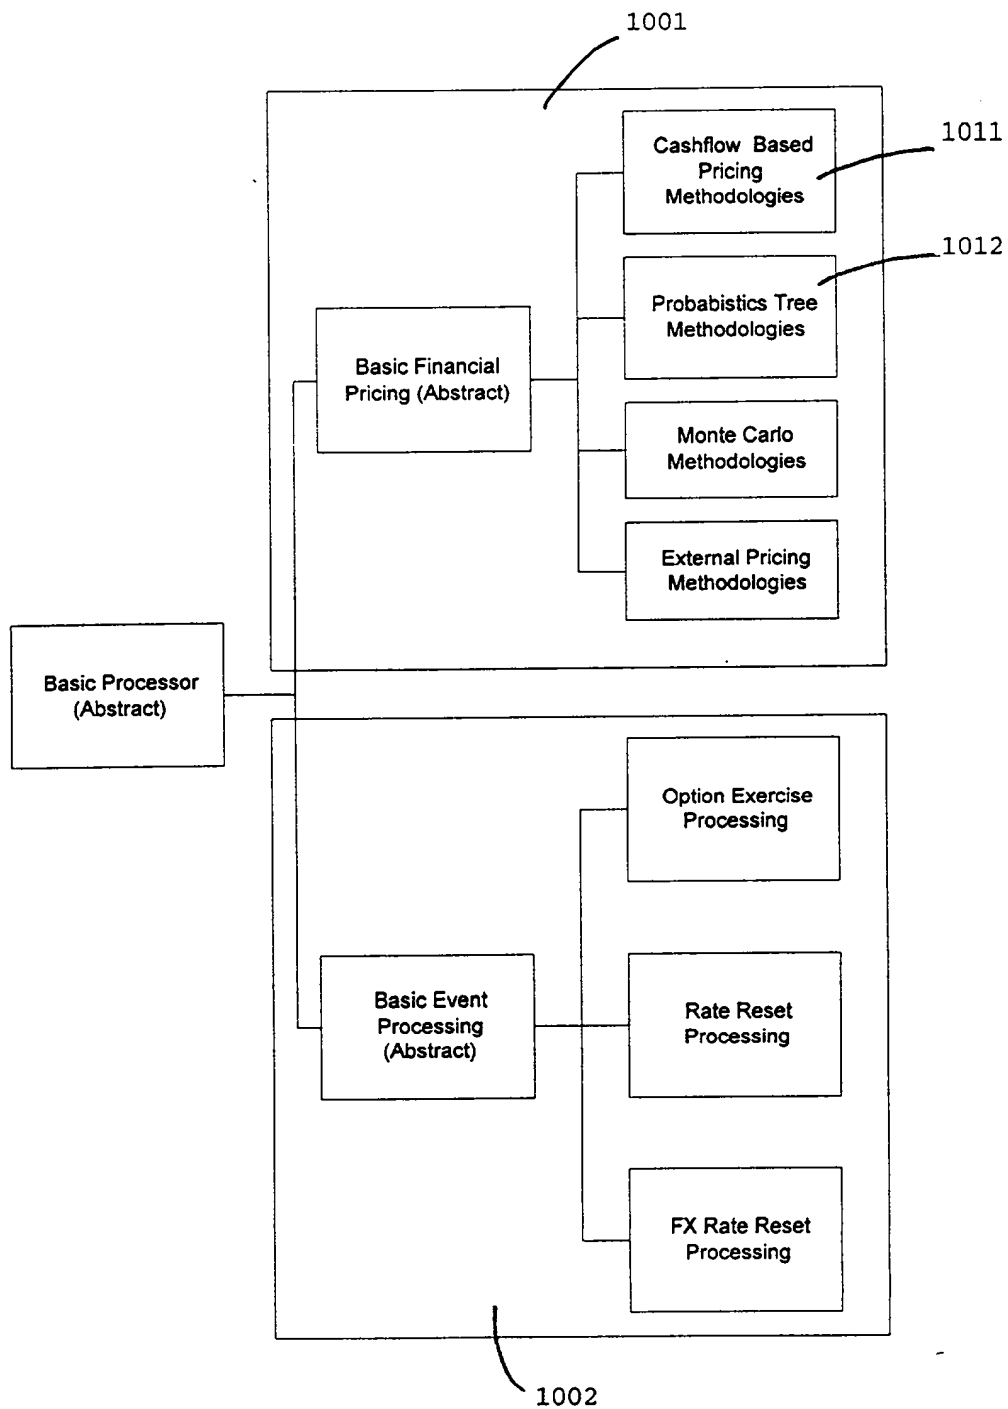 1001
Cashflow Based
Pricing
Methodologies
1011
1012
Probabistics Tree
Methodologies
Basic Financial
Pricing (Abstract)
Monte Carlo
Methodologies
External Pricing
Methodologies
Basic Processor
(Abstract)
Option Exercise
Processing
Basic Event
Processing
(Abstract)
Rate Reset
Processing
FX Rate Reset
Processing
1002